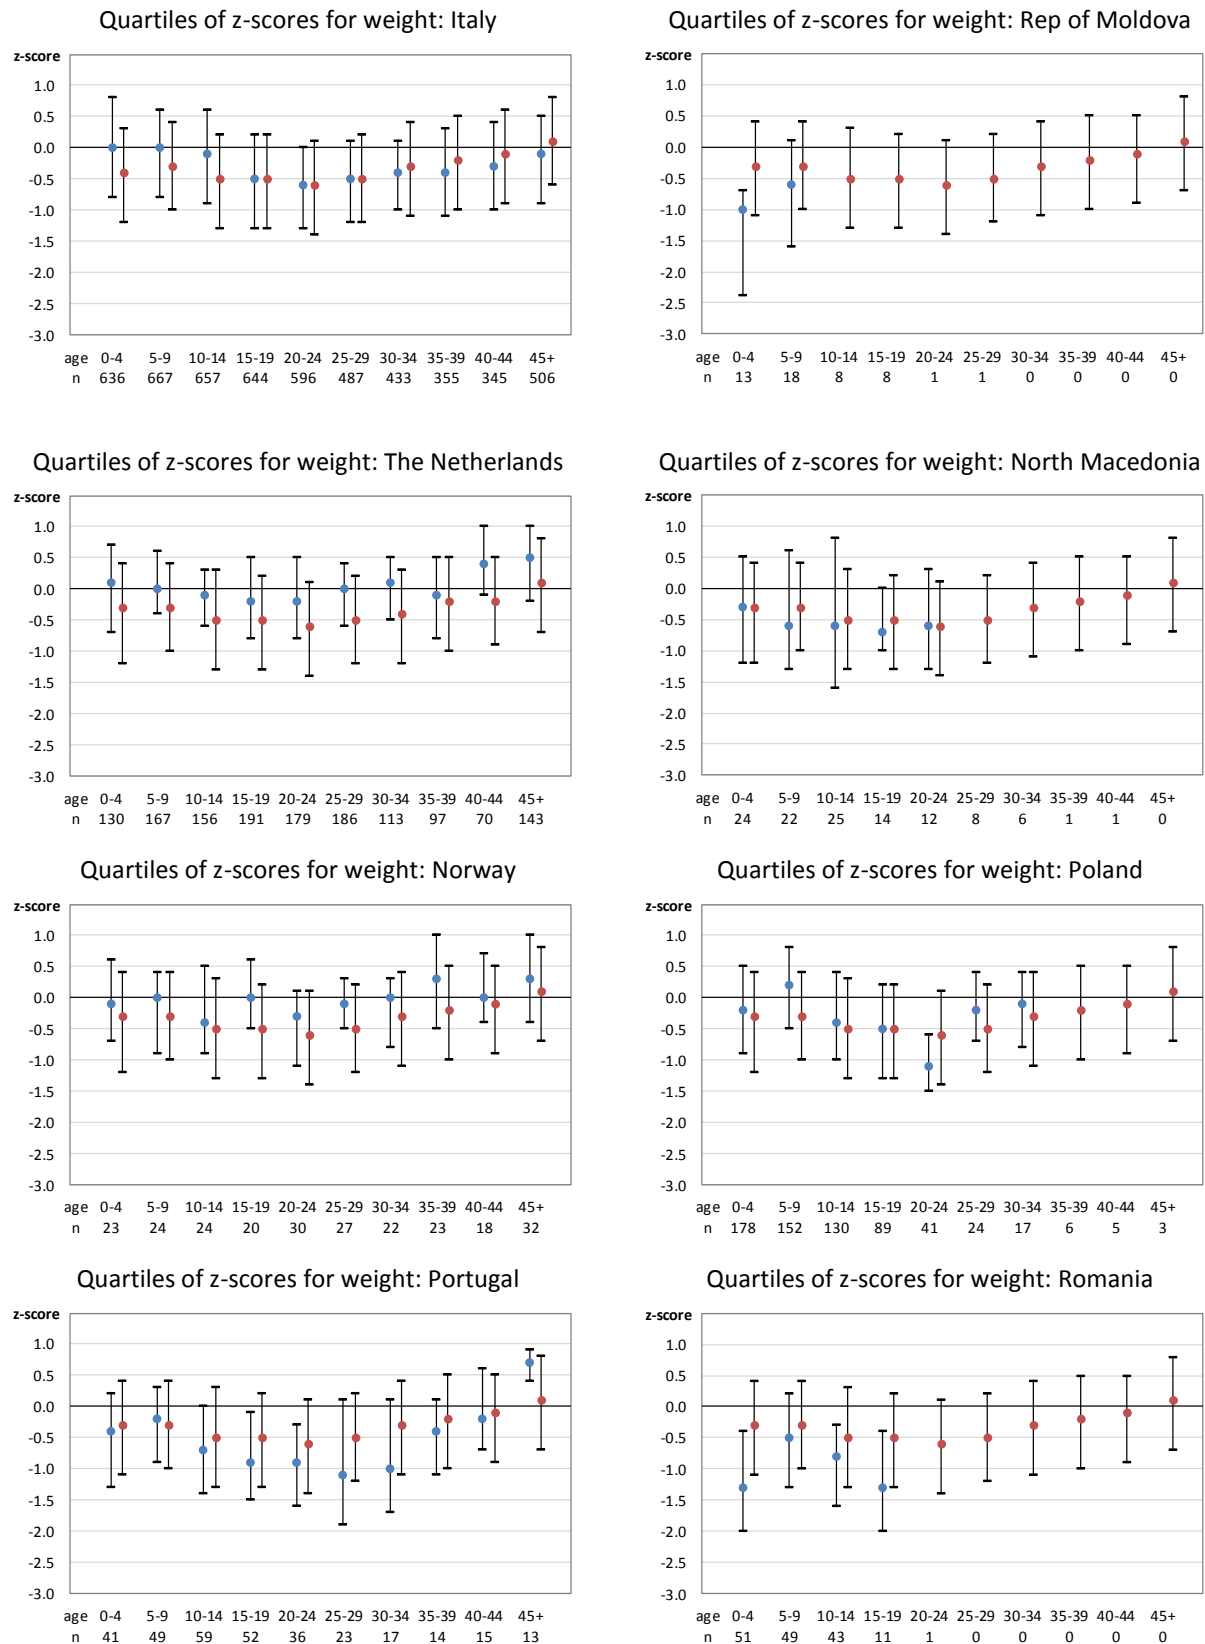 Quartiles of z-scores for weight: Italy
z-score
1.0
0.5
0.0
-0.5
-1.0
-1.5
-2.0
-2.5
-3.0
age 0-4 5-9 10-14 15-19 20-24 25-29 30-34 35-39 40-44 45+
n 636 667 657 644 596 487 433 355 345 506
Quartiles of z-scores for weight: Rep of Moldova
z-score
1.0
0.5
0.0
-0.5
-1.0
-1.5
-2.0
-2.5
-3.0
age 0-4 5-9 10-14 15-19 20-24 25-29 30-34 35-39 40-44 45+
n 13 18 8 8 1 1 0 0 0 0
Quartiles of z-scores for weight: The Netherlands
z-score
1.0
0.5
0.0
-0.5
-1.0
-1.5
-2.0
-2.5
-3.0
age 0-4 5-9 10-14 15-19 20-24 25-29 30-34 35-39 40-44 45+
n 130 167 156 191 179 186 113 97 70 143
Quartiles of z-scores for weight: North Macedonia
z-score
1.0
0.5
0.0
-0.5
-1.0
-1.5
-2.0
-2.5
-3.0
age 0-4 5-9 10-14 15-19 20-24 25-29 30-34 35-39 40-44 45+
n 24 22 25 14 12 8 6 1 1 0
Quartiles of z-scores for weight: Norway
z-score
1.0
0.5
0.0
-0.5
-1.0
-1.5
-2.0
-2.5
-3.0
age 0-4 5-9 10-14 15-19 20-24 25-29 30-34 35-39 40-44 45+
n 23 24 24 20 30 27 22 23 18 32
Quartiles of z-scores for weight: Poland
z-score
1.0
0.5
0.0
-0.5
-1.0
-1.5
-2.0
-2.5
-3.0
age 0-4 5-9 10-14 15-19 20-24 25-29 30-34 35-39 40-44 45+
n 178 152 130 89 41 24 17 6 5 3
Quartiles of z-scores for weight: Portugal
z-score
1.0
0.5
0.0
-0.5
-1.0
-1.5
-2.0
-2.5
-3.0
age 0-4 5-9 10-14 15-19 20-24 25-29 30-34 35-39 40-44 45+
n 41 49 59 52 36 23 17 14 15 13
Quartiles of z-scores for weight: Romania
z-score
1.0
0.5
0.0
-0.5
-1.0
-1.5
-2.0
-2.5
-3.0
age 0-4 5-9 10-14 15-19 20-24 25-29 30-34 35-39 40-44 45+
n 51 49 43 11 1 0 0 0 0 0